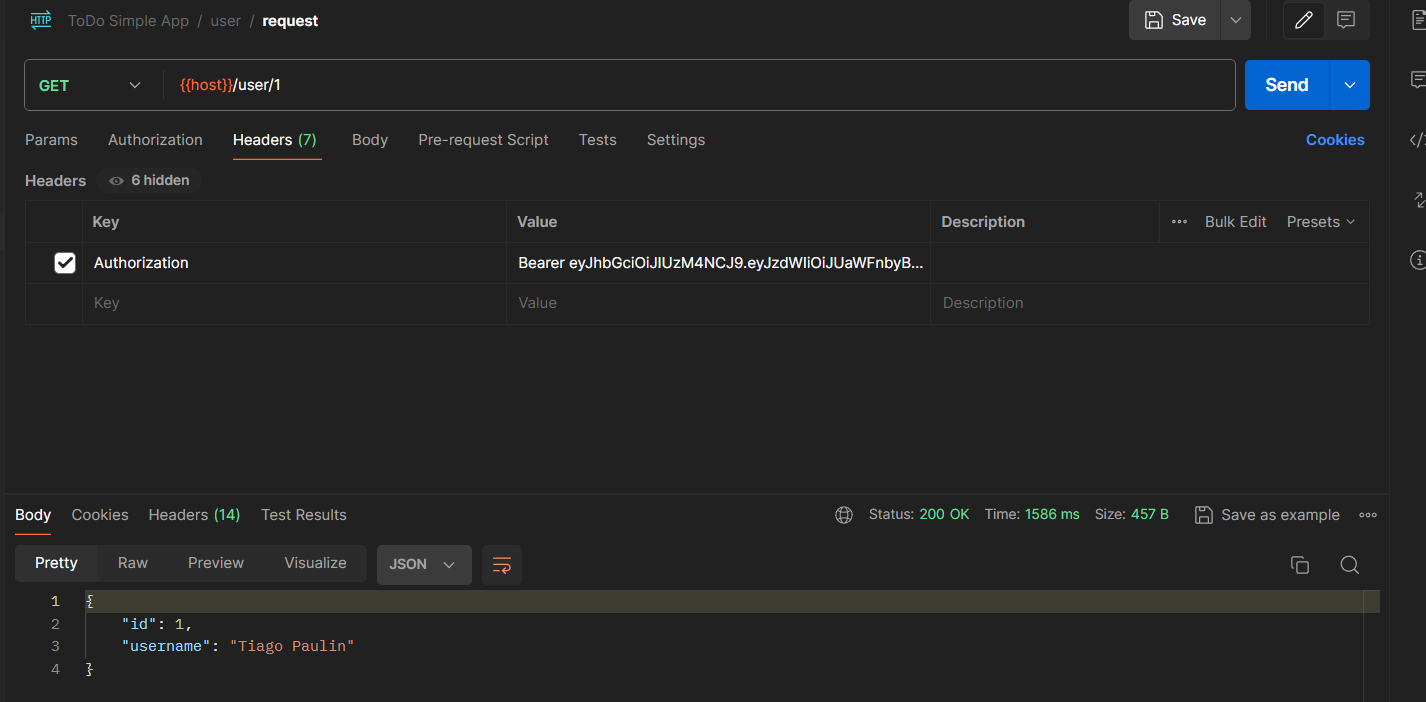 HTTP ToDo Simple App / user / request Save
GET {{host}}/user/1 Send
Params Authorization Headers (7) Body Pre-request Script Tests Settings Cookies
Headers 6 hidden
Key Value Description Bulk Edit Presets
Authorization Bearer eyJhbGciOiJIUzM4NCJ9.eyJzdWIiOiJUaWFnbyB...
Key Value Description
Body Cookies Headers (14) Test Results Status: 200 OK Time: 1586 ms Size: 457 B Save as example
Pretty Raw Preview Visualize JSON
1 {
2 "id": 1,
3 "username": "Tiago Paulin"
4 }